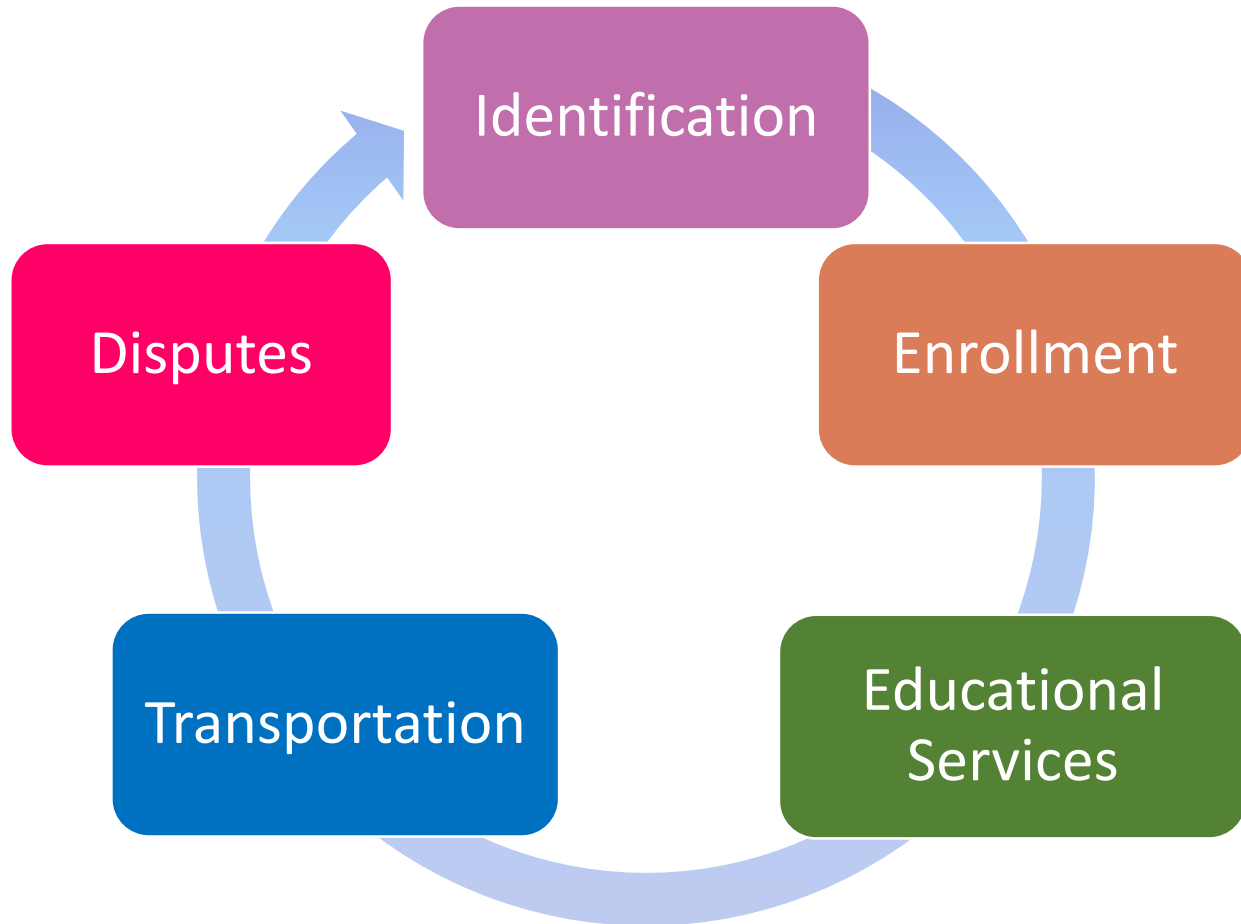 Identification
Disputes
Enrollment
Transportation
Educational
Services